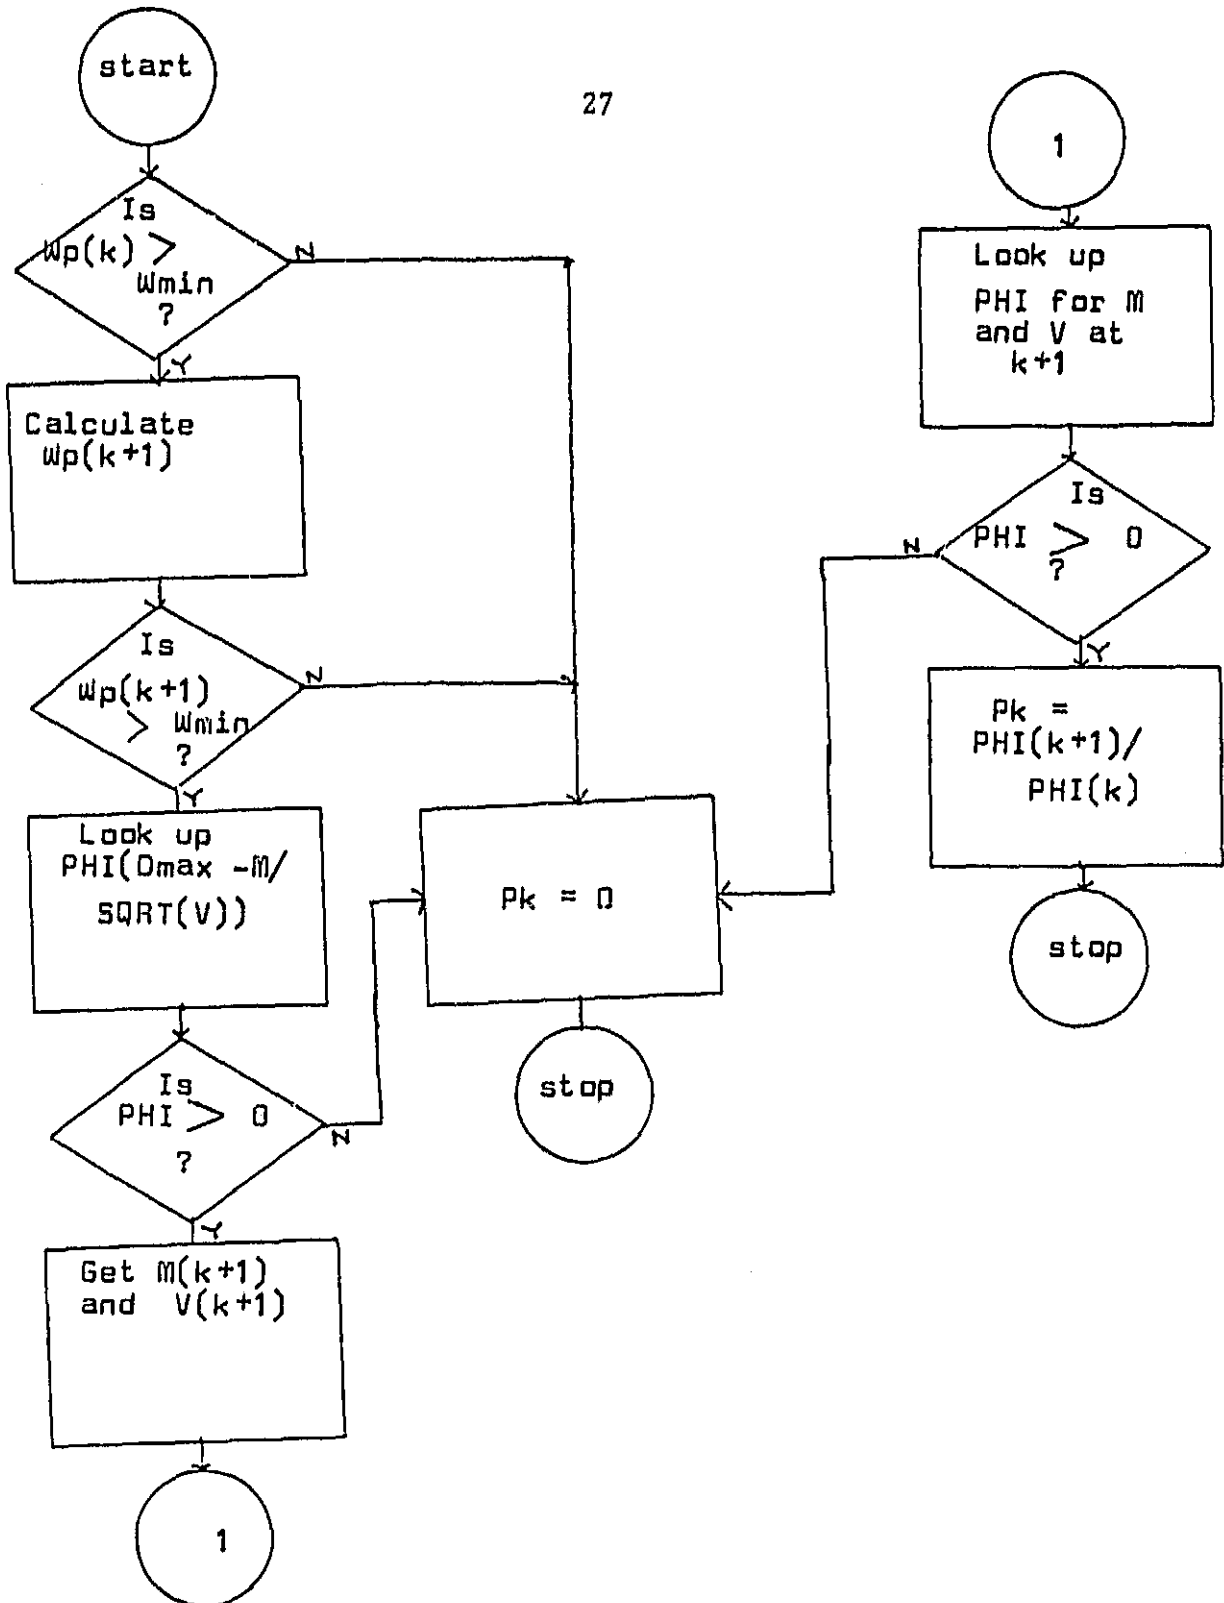 27
start
Is
Wp(k) >
Wmin
?
N
Y
Calculate
Wp(k+1)
Is
Wp(k+1)
> Wmin
?
N
Y
Look up
PHI(Dmax -M/
SQRT(V))
Is
PHI > 0
?
N
Y
Get M(k+1)
and V(k+1)
1
Pk = 0
stop
1
Look up
PHI for M
and V at
k+1
Is
PHI > 0
?
N
Y
Pk =
PHI(k+1)/
PHI(k)
stop